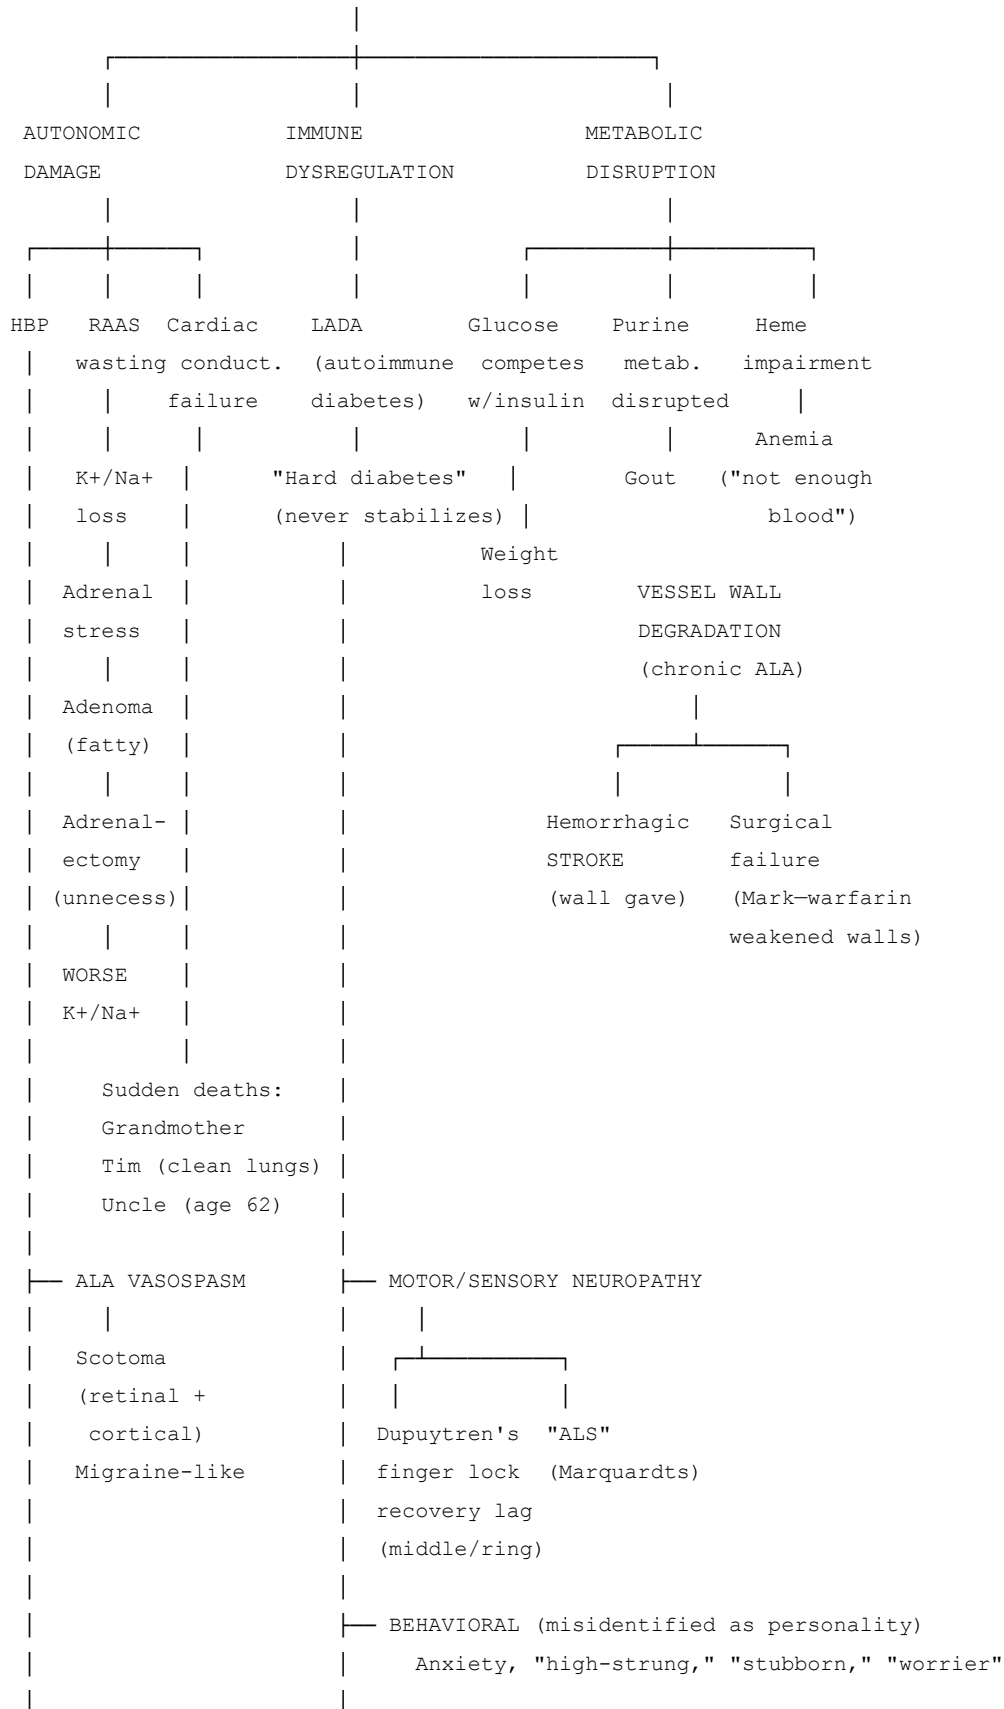 AUTONOMIC IMMUNE METABOLIC
DAMAGE DYSREGULATION DISRUPTION
HBP RAAS Cardiac LADA Glucose Purine Heme
wasting conduct. (autoimmune competes metab. impairment
failure diabetes) w/insulin disrupted
Anemia
K+/Na+ "Hard diabetes" Gout ("not enough
loss (never stabilizes) blood")
Weight
Adrenal loss VESSEL WALL
stress DEGRADATION
(chronic ALA)
Adenoma
(fatty)
Adrenal- Hemorrhagic Surgical
ectomy STROKE failure
(unnecess) (wall gave) (Mark—warfarin
weakened walls)
WORSE
K+/Na+
Sudden deaths:
Grandmother
Tim (clean lungs)
Uncle (age 62)
ALA VASOSPASM MOTOR/SENSORY NEUROPATHY
Scotoma
(retinal +
cortical) Dupuytren's "ALS"
Migraine-like finger lock (Marquardts)
recovery lag
(middle/ring)
BEHAVIORAL (misidentified as personality)
Anxiety, "high-strung," "stubborn," "worrier"